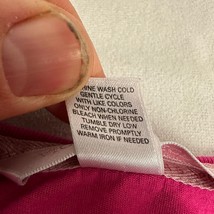 INE WASH COLD
GENTLE CYCLE
WITH LIKE COLORS
ONLY NON-CHLORINE
BLEACH WHEN NEEDED
TUMBLE DRY LOW
REMOVE PROMPTLY
WARM IRON IF NEEDED